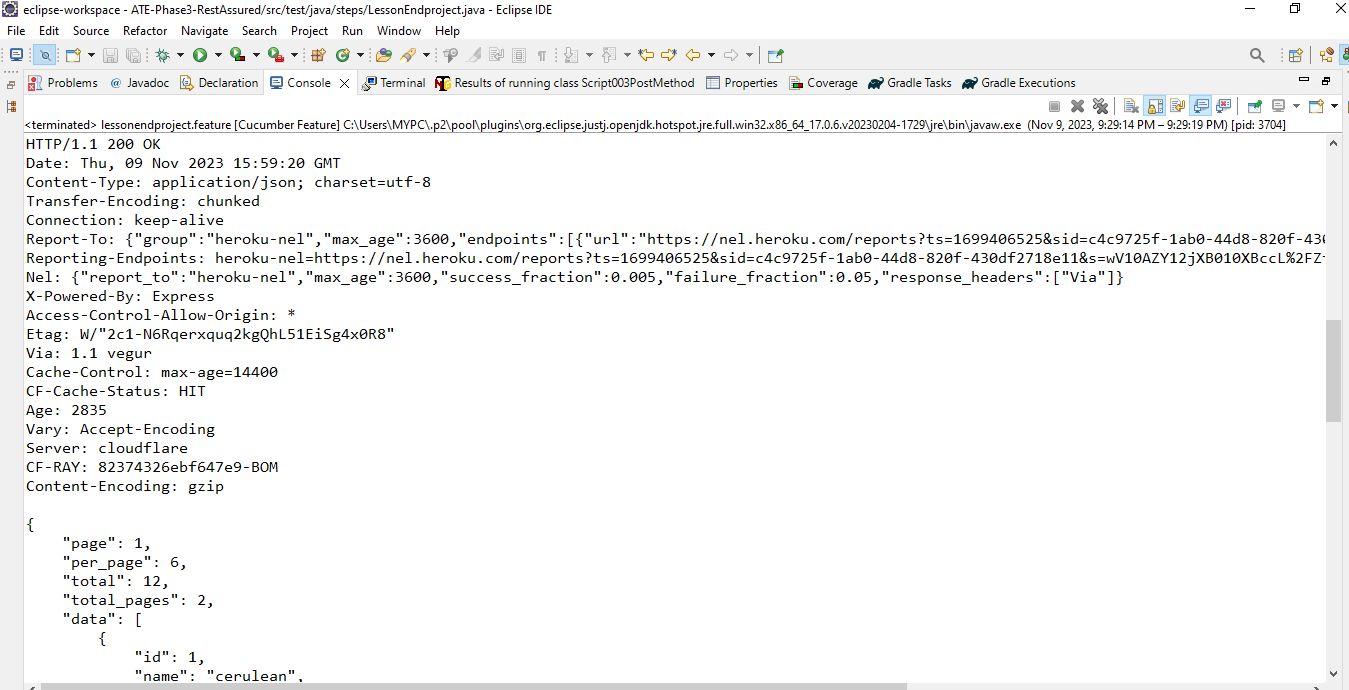 eclipse-workspace - ATE-Phase3-RestAssured/src/test/java/steps/LessonEndproject.java - Eclipse IDE
File Edit Source Refactor Navigate Search Project Run Window Help
Problems @ Javadoc Declaration Console Terminal Results of running class Script003PostMethod Properties Coverage Gradle Tasks Gradle Executions
<terminated> lessonendproject.feature [Cucumber Feature] C:\Users\MYPC\.p2\pool\plugins\org.eclipse.justj.openjdk.hotspot.jre.full.win32.x86_64_17.0.6.v20230204-1729\jre\bin\javaw.exe (Nov 9, 2023, 9:29:14 PM – 9:29:19 PM) [pid: 3704]
HTTP/1.1 200 OK
Date: Thu, 09 Nov 2023 15:59:20 GMT
Content-Type: application/json; charset=utf-8
Transfer-Encoding: chunked
Connection: keep-alive
Report-To: {"group":"heroku-nel","max_age":3600,"endpoints":[{"url":"https://nel.heroku.com/reports?ts=1699406525&sid=c4c9725f-1ab0-44d8-820f-430
Reporting-Endpoints: heroku-nel=https://nel.heroku.com/reports?ts=1699406525&sid=c4c9725f-1ab0-44d8-820f-430df2718e11&s=wV10AZY12jXB010XBccL%2FZ
Nel: {"report_to":"heroku-nel","max_age":3600,"success_fraction":0.005,"failure_fraction":0.05,"response_headers":["Via"]}
X-Powered-By: Express
Access-Control-Allow-Origin: *
Etag: W/"2c1-N6Rqerxquq2kgQhL51EiSg4x0R8"
Via: 1.1 vegur
Cache-Control: max-age=14400
CF-Cache-Status: HIT
Age: 2835
Vary: Accept-Encoding
Server: cloudflare
CF-RAY: 82374326ebf647e9-BOM
Content-Encoding: gzip
{
"page": 1,
"per_page": 6,
"total": 12,
"total_pages": 2,
"data": [
{
"id": 1,
"name": "cerulean",